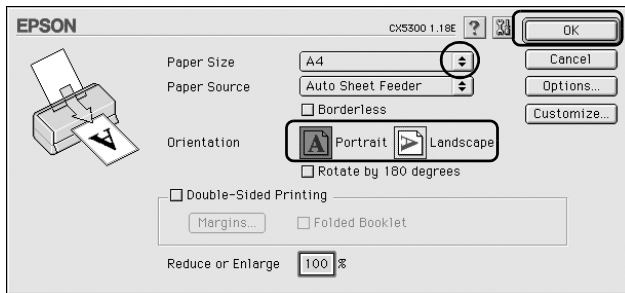 EPSON
CX5300 1.18E
?
OK
Paper Size
A4
Cancel
Paper Source
Auto Sheet Feeder
Options...
Borderless
Customize...
Orientation
A
Portrait
A
Landscape
Rotate by 180 degrees
A
Double-Sided Printing
Margins...
Folded Booklet
Reduce or Enlarge
100
%